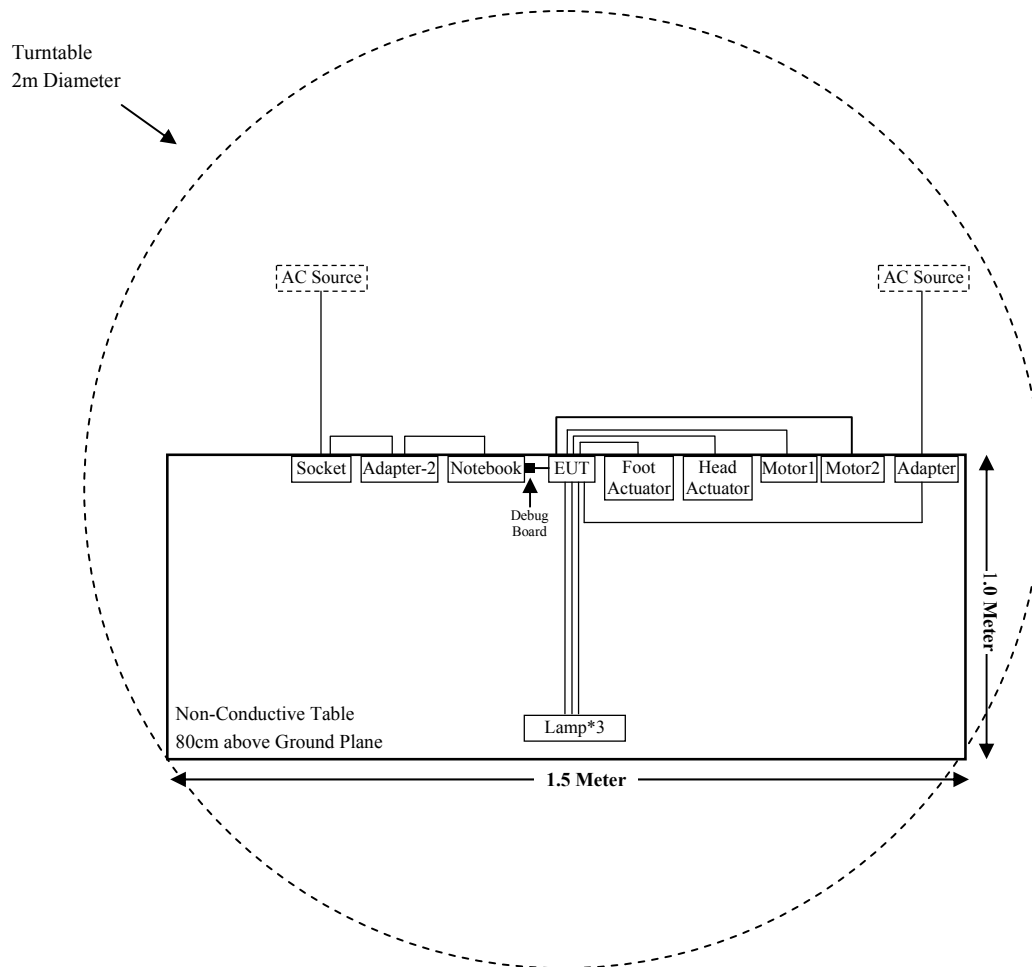 Turntable
2m Diameter
AC Source
AC Source
Socket
Adapter-2
Notebook
EUT
Foot
Actuator
Head
Actuator
Motor1
Motor2
Adapter
Debug
Board
1.0 Meter
Non-Conductive Table
80cm above Ground Plane
Lamp*3
1.5 Meter